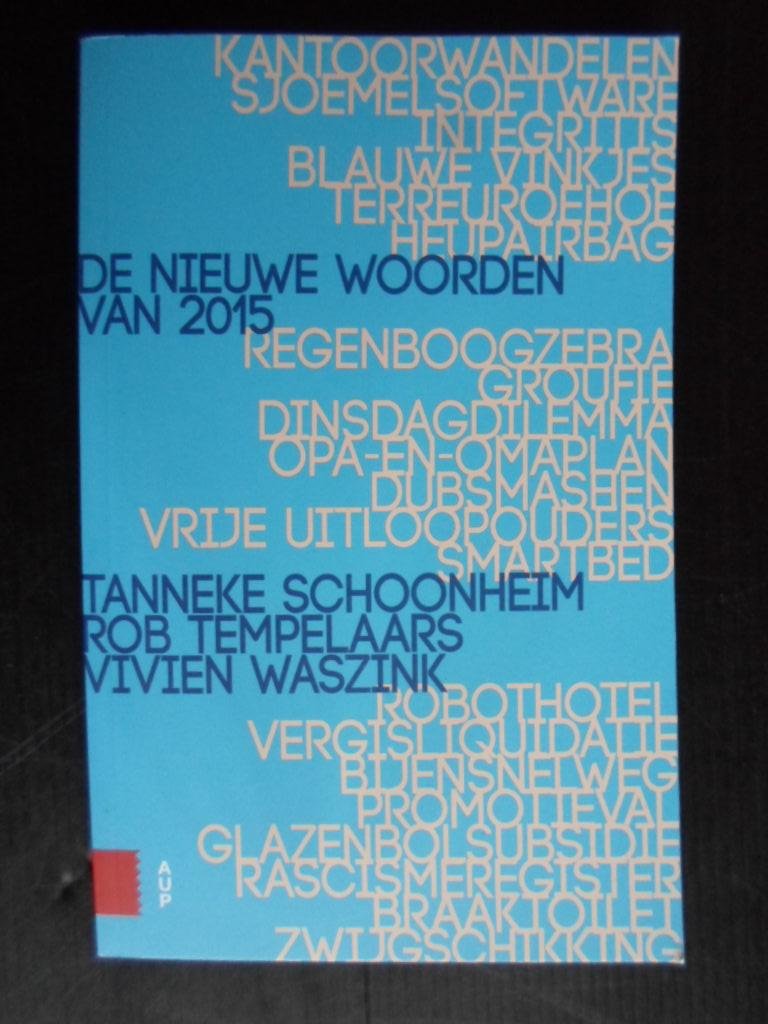 KANTOORWANDELEN
SJOEMELSOFTWARE
INTEGRITIS
BLAUWE VINKJES
TERREUROEHOE
HEUPAIRBAG
DE NIEUWE WOORDEN
VAN 2015
REGENBOOGZEBRA
GROUFIE
DINSDAGDILEMMA
OPA-EN-OMAPLAN
DUBSMASHEN
VRIJE UITLOOPOUDERS
SMARTBED
TANNEKE SCHOONHEIM
ROB TEMPELAARS
VIVIEN WASZINK
ROBOTHOTEL
VERGISLIQUIDATIE
BIJENSNELWEG
PROMOTIEVAL
GLAZENBOLSUBSIDIE
RASCISMEREGISTER
BRAAKTOILET
ZWIJGSCHIKKING
AUP